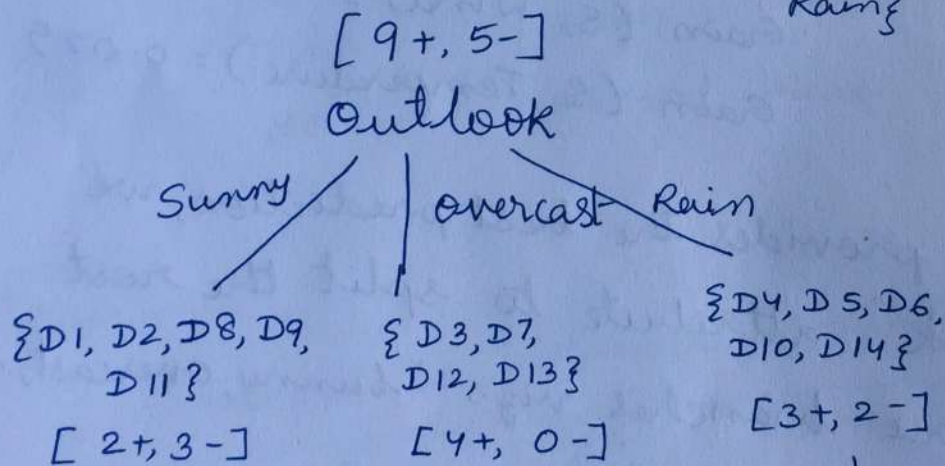 Rain}
[9+, 5-]
Outlook
Sunny
overcast
Rain
{D1, D2, D8, D9,
D11}
[2+, 3-]
{D3, D7,
D12, D13}
[4+, 0-]
{D4, D5, D6,
D10, D14}
[3+, 2-]